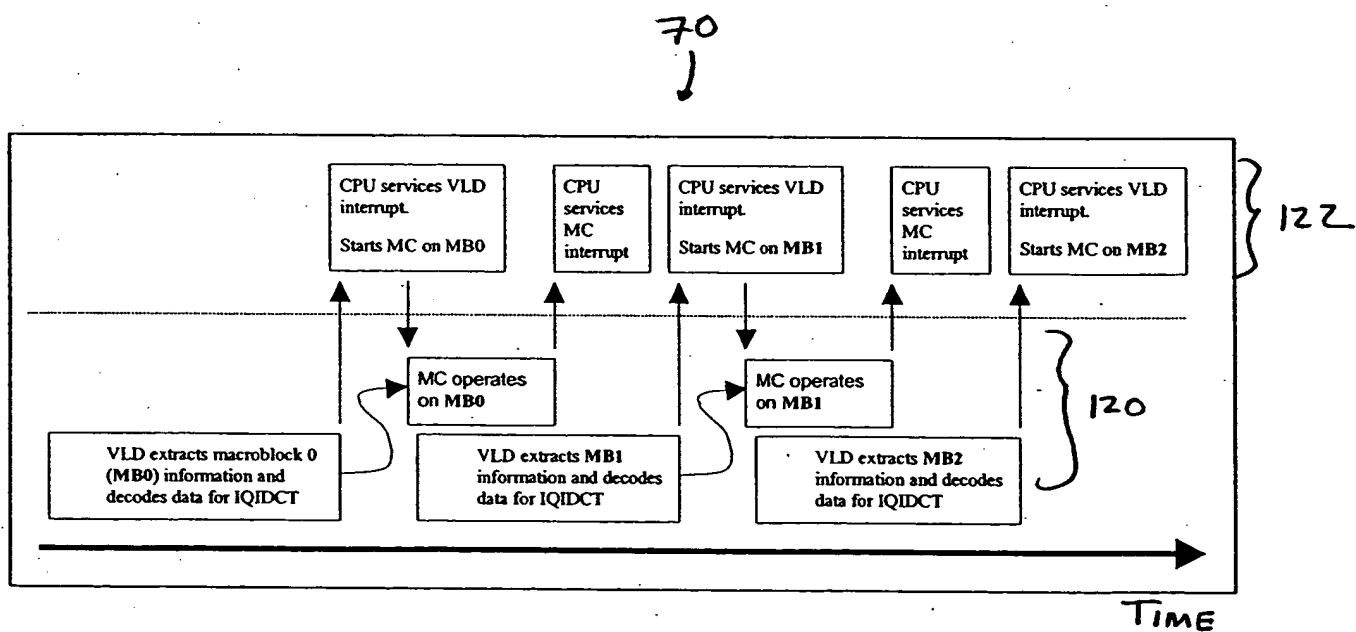 70
CPU services VLD
interrupt.
Starts MC on MB0
CPU
services
MC
interrupt
CPU services VLD
interrupt.
Starts MC on MB1
CPU
services
MC
interrupt
CPU services VLD
interrupt.
Starts MC on MB2
122
MC operates
on MB0
MC operates
on MB1
120
VLD extracts macroblock 0
(MB0) information and
decodes data for IQIDCT
VLD extracts MB1
information and decodes
data for IQIDCT
VLD extracts MB2
information and decodes
data for IQIDCT
TIME